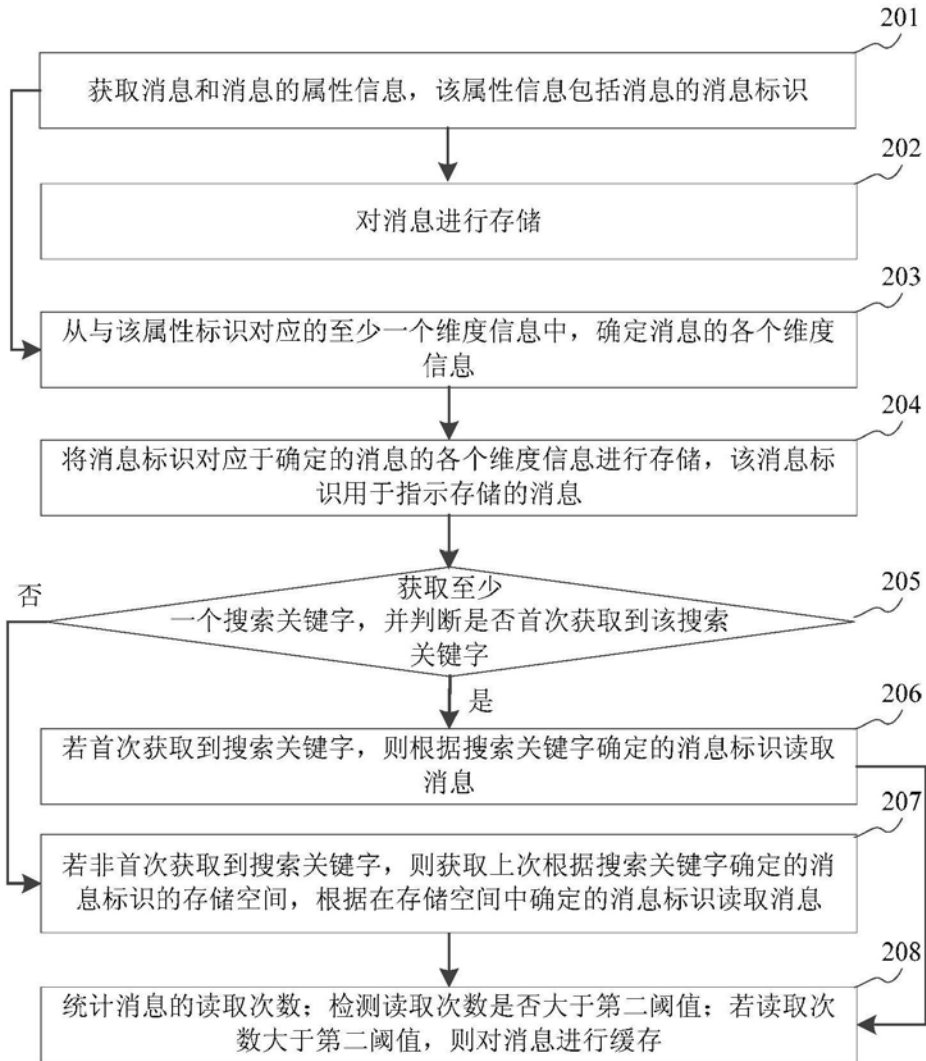 201
获取消息和消息的属性信息，该属性信息包括消息的消息标识
202
对消息进行存储
203
从与该属性标识对应的至少一个维度信息中，确定消息的各个维度
信息
204
将消息标识对应于确定的消息的各个维度信息进行存储，该消息标
识用于指示存储的消息
否
获取至少
205
一个搜索关键字，并判断是否首次获取到该搜索
关键字
是
206
若首次获取到搜索关键字，则根据搜索关键字确定的消息标识读取
消息
207
若非首次获取到搜索关键字，则获取上次根据搜索关键字确定的消
息标识的存储空间，根据在存储空间中确定的消息标识读取消息
208
统计消息的读取次数；检测读取次数是否大于第二阈值；若读取次
数大于第二阈值，则对消息进行缓存